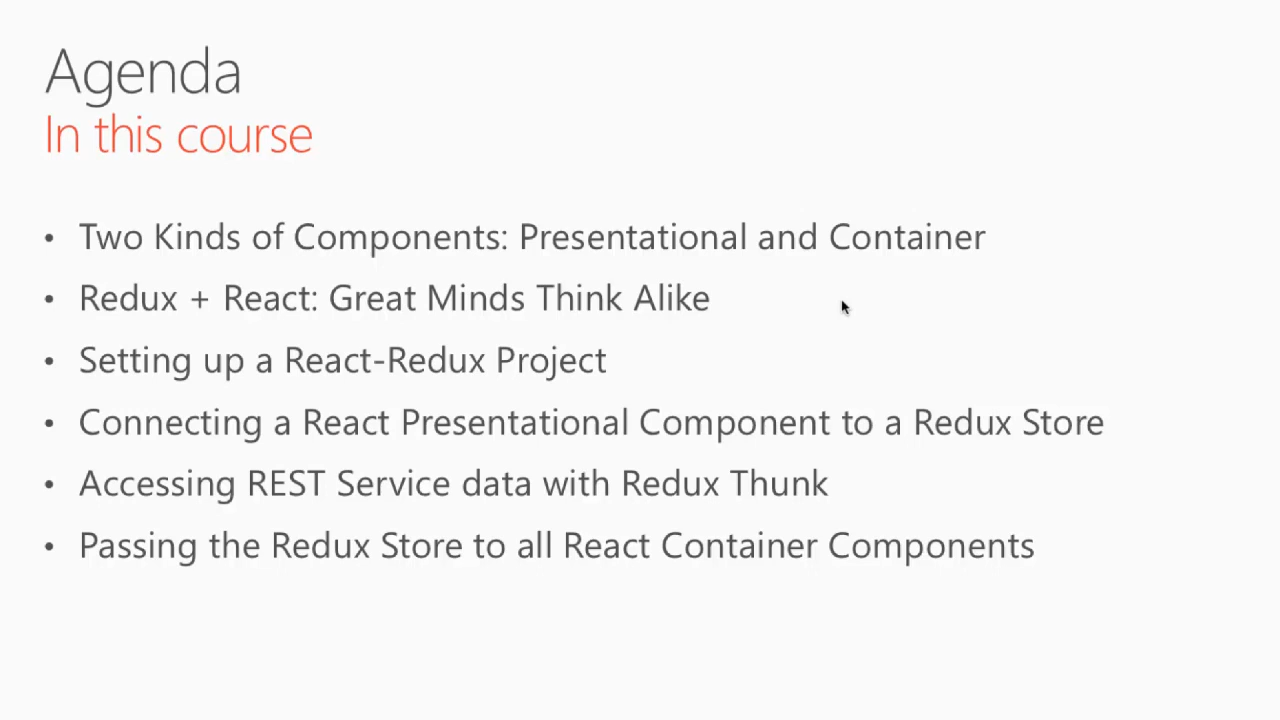 Agenda
In this course
• Two Kinds of Components: Presentational and Container
• Redux + React: Great Minds Think Alike
• Setting up a React-Redux Project
• Connecting a React Presentational Component to a Redux Store
• Accessing REST Service data with Redux Thunk
• Passing the Redux Store to all React Container Components